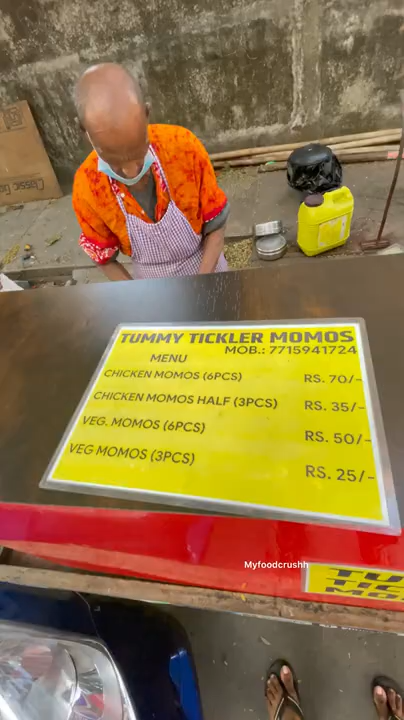 Classic
TUMMY TICKLER MOMOS
MOB.: 7715941724
MENU
CHICKEN MOMOS (6PCS) RS. 70/-
CHICKEN MOMOS HALF (3PCS) RS. 35/-
VEG. MOMOS (6PCS) RS. 50/-
VEG MOMOS (3PCS) RS. 25/-
Myfoodcrushh